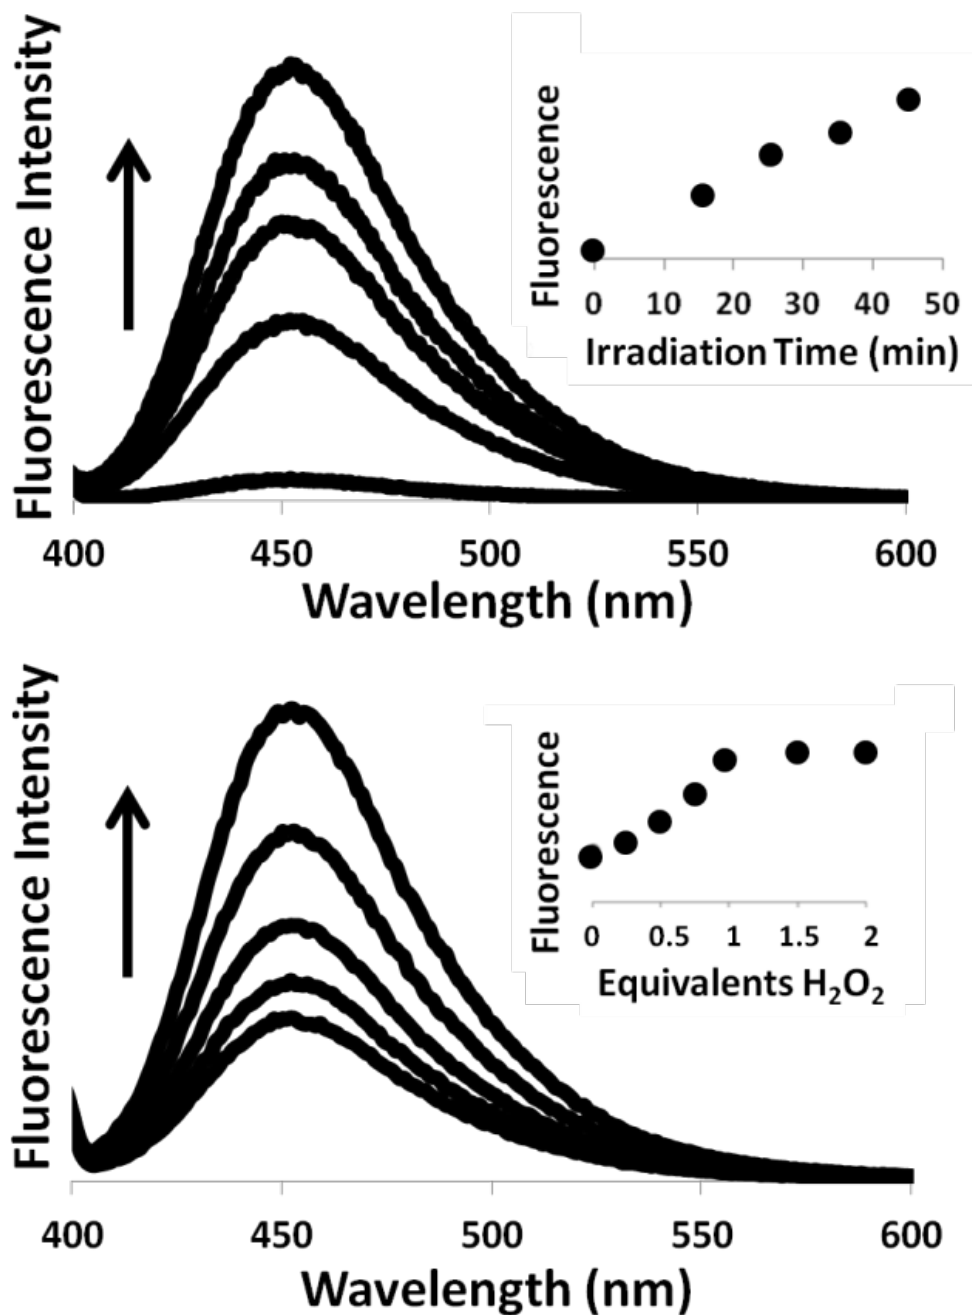 Fluorescence Intensity
Fluorescence
0 10 20 30 40 50
Irradiation Time (min)
400 450 500 550 600
Wavelength (nm)
Fluorescence Intensity
Fluorescence
0 0.5 1 1.5 2
Equivalents H₂O₂
400 450 500 550 600
Wavelength (nm)